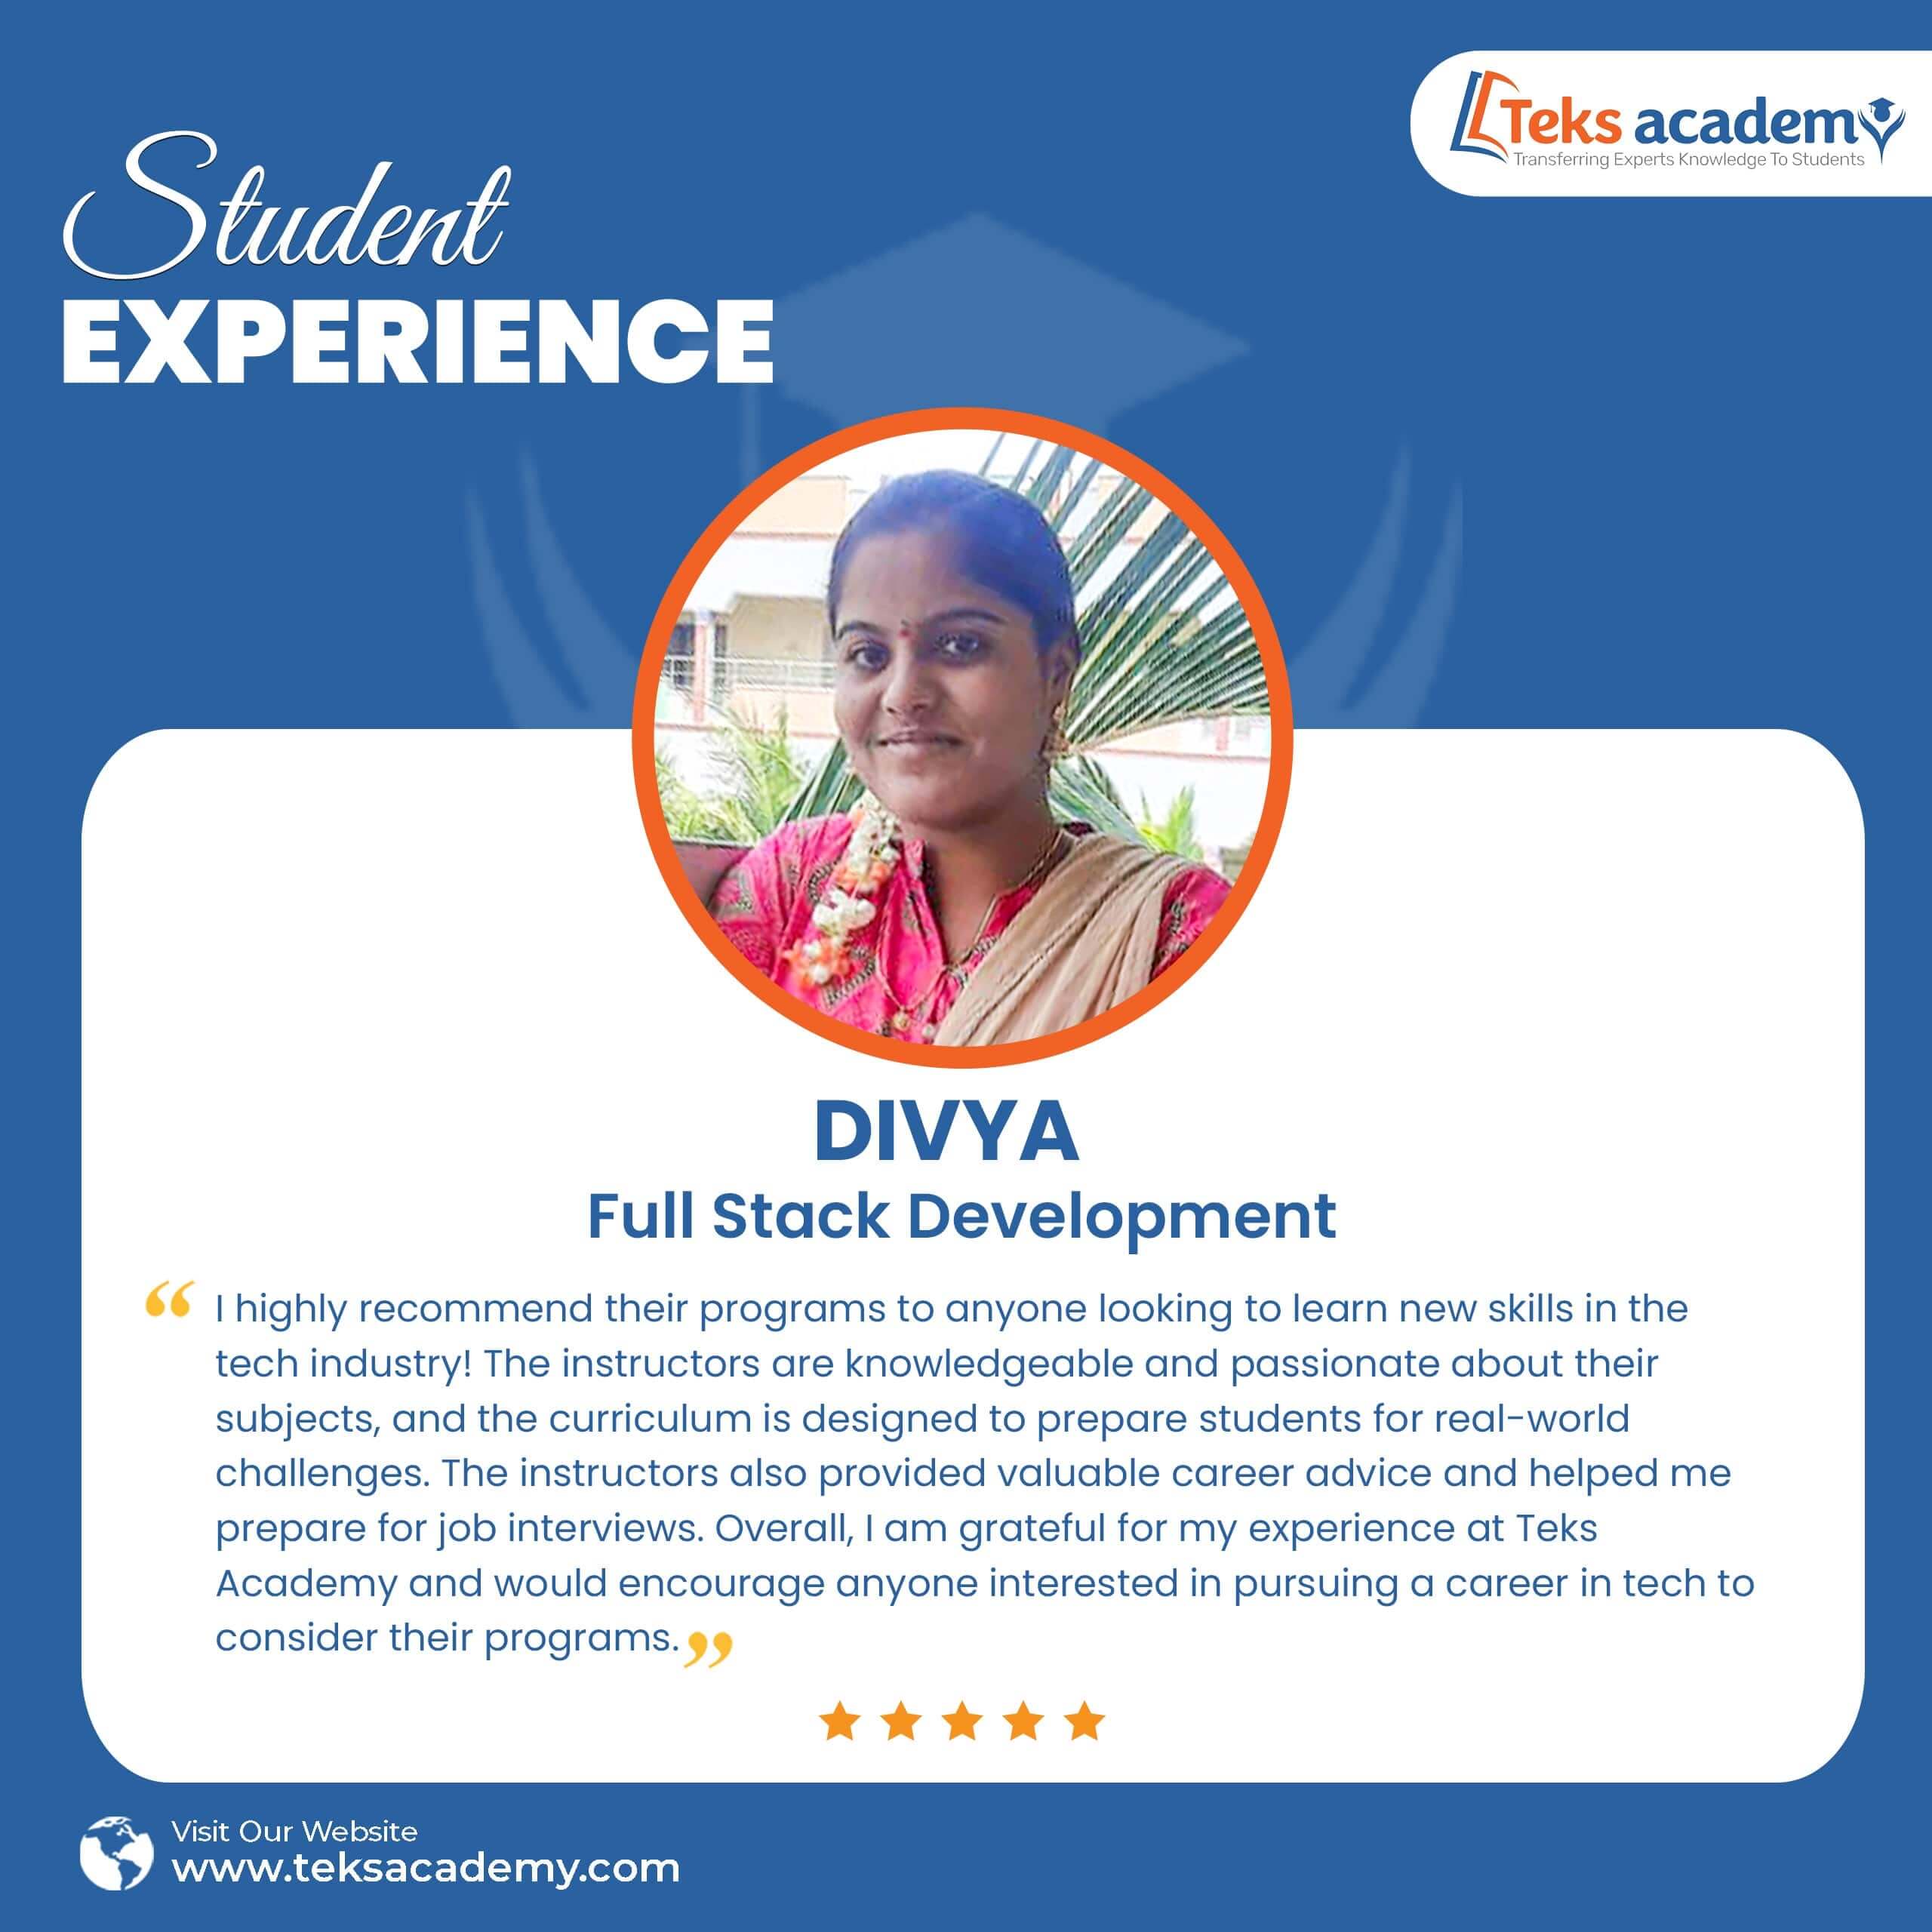 Teks academy
Transferring Experts Knowledge To Students
Student
EXPERIENCE
DIVYA
Full Stack Development
“ I highly recommend their programs to anyone looking to learn new skills in the
tech industry! The instructors are knowledgeable and passionate about their
subjects, and the curriculum is designed to prepare students for real-world
challenges. The instructors also provided valuable career advice and helped me
prepare for job interviews. Overall, I am grateful for my experience at Teks
Academy and would encourage anyone interested in pursuing a career in tech to
consider their programs. ”
Visit Our Website
www.teksacademy.com